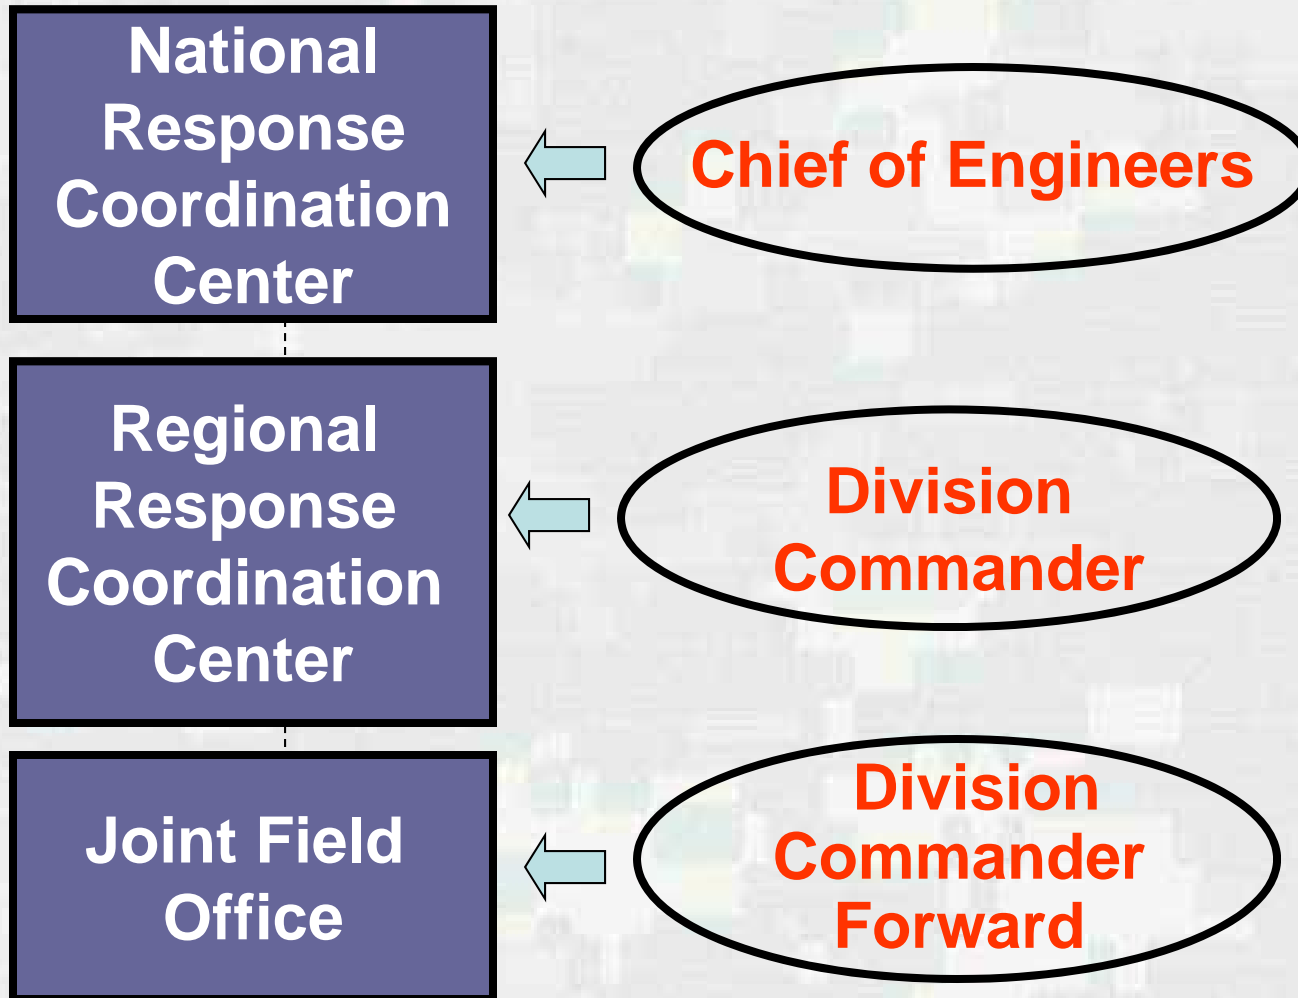 National
Response
Coordination
Center
Chief of Engineers
Regional
Response
Coordination
Center
Division
Commander
Joint Field
Office
Division
Commander
Forward